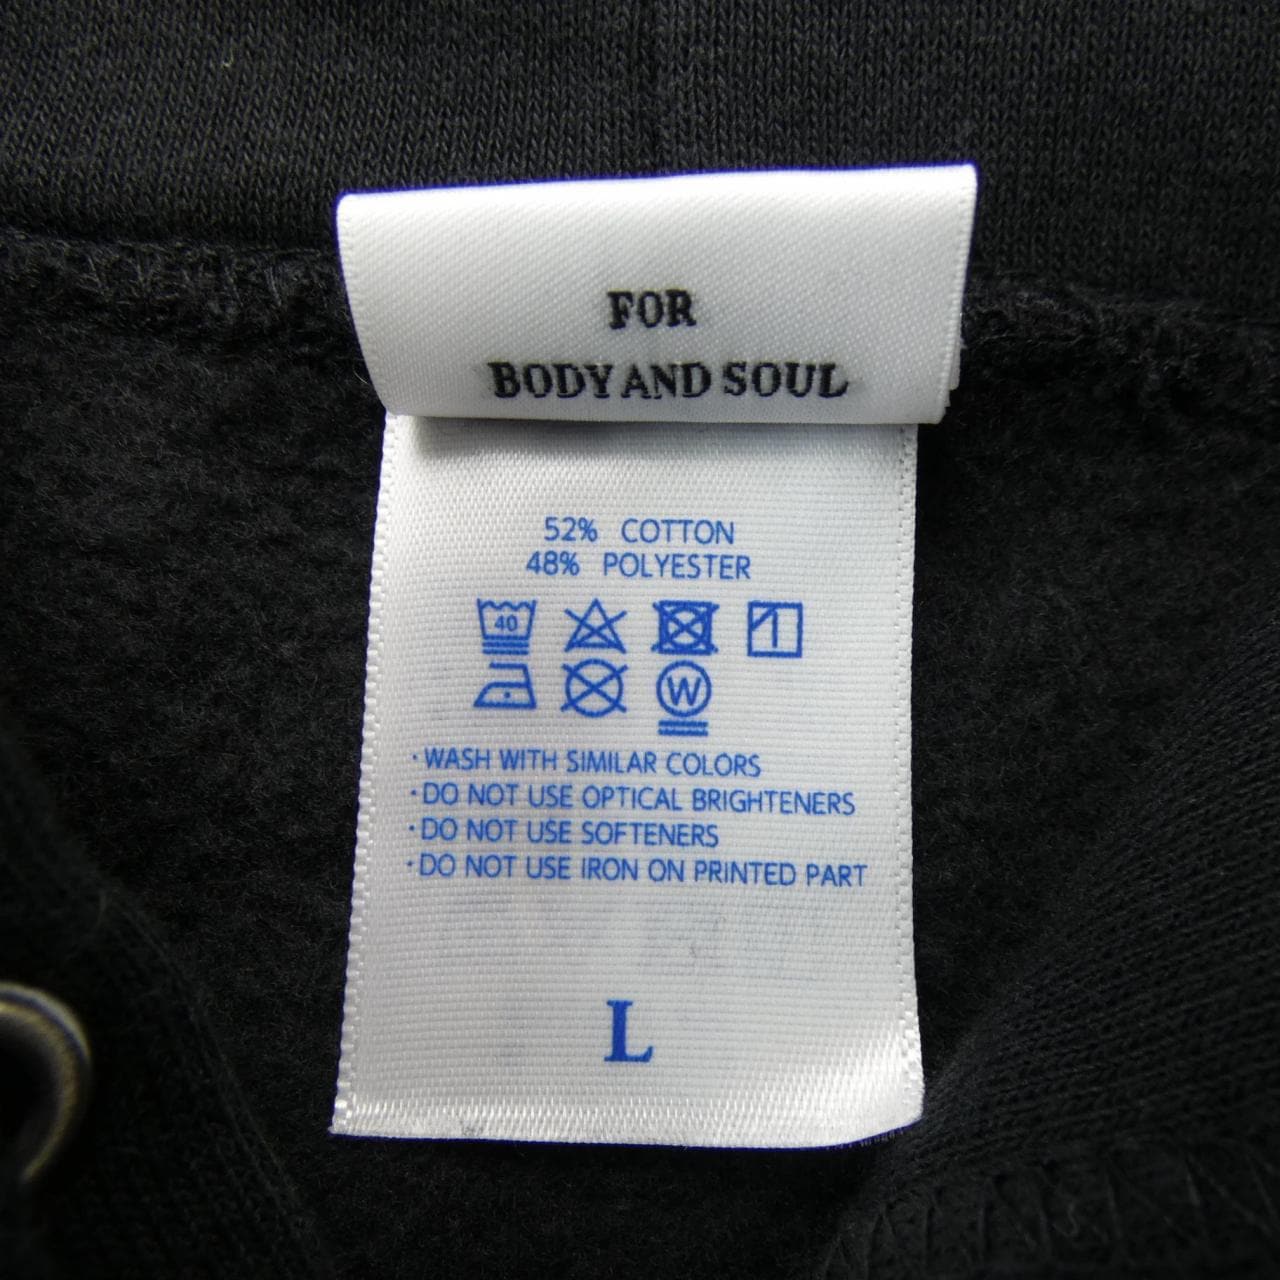 FOR
BODY AND SOUL
52% COTTON
48% POLYESTER
40
W
·WASH WITH SIMILAR COLORS
·DO NOT USE OPTICAL BRIGHTENERS
·DO NOT USE SOFTENERS
·DO NOT USE IRON ON PRINTED PART
L